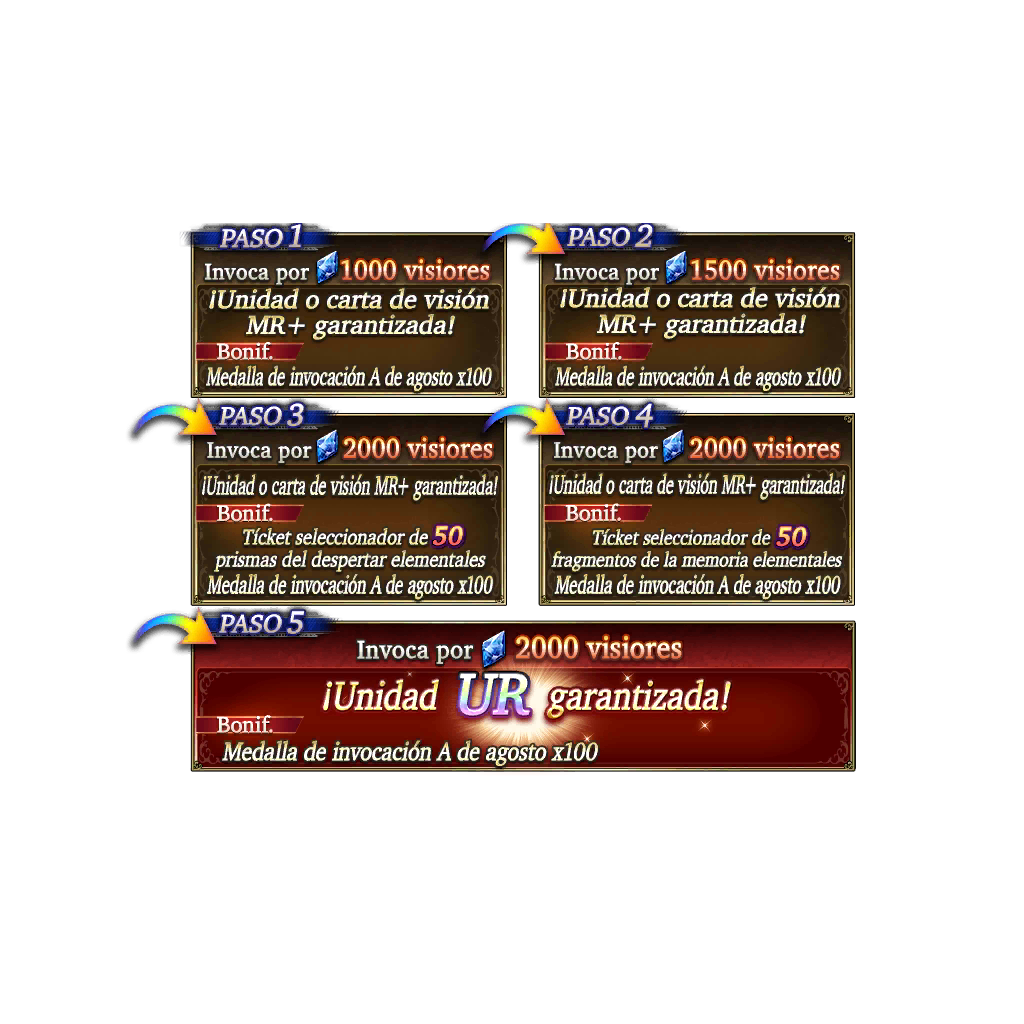 PASO 1
Invoca por 1000 visiores
¡Unidad o carta de visión
MR+ garantizada!
Bonif.
Medalla de invocación A de agosto x100
PASO 2
Invoca por 1500 visiores
¡Unidad o carta de visión
MR+ garantizada!
Bonif.
Medalla de invocación A de agosto x100
PASO 3
Invoca por 2000 visiores
¡Unidad o carta de visión MR+ garantizada!
Bonif.
Tícket seleccionador de 50
prismas del despertar elementales
Medalla de invocación A de agosto x100
PASO 4
Invoca por 2000 visiores
¡Unidad o carta de visión MR+ garantizada!
Bonif.
Tícket seleccionador de 50
fragmentos de la memoria elementales
Medalla de invocación A de agosto x100
PASO 5
Invoca por 2000 visiores
¡Unidad UR garantizada!
Bonif.
Medalla de invocación A de agosto x100